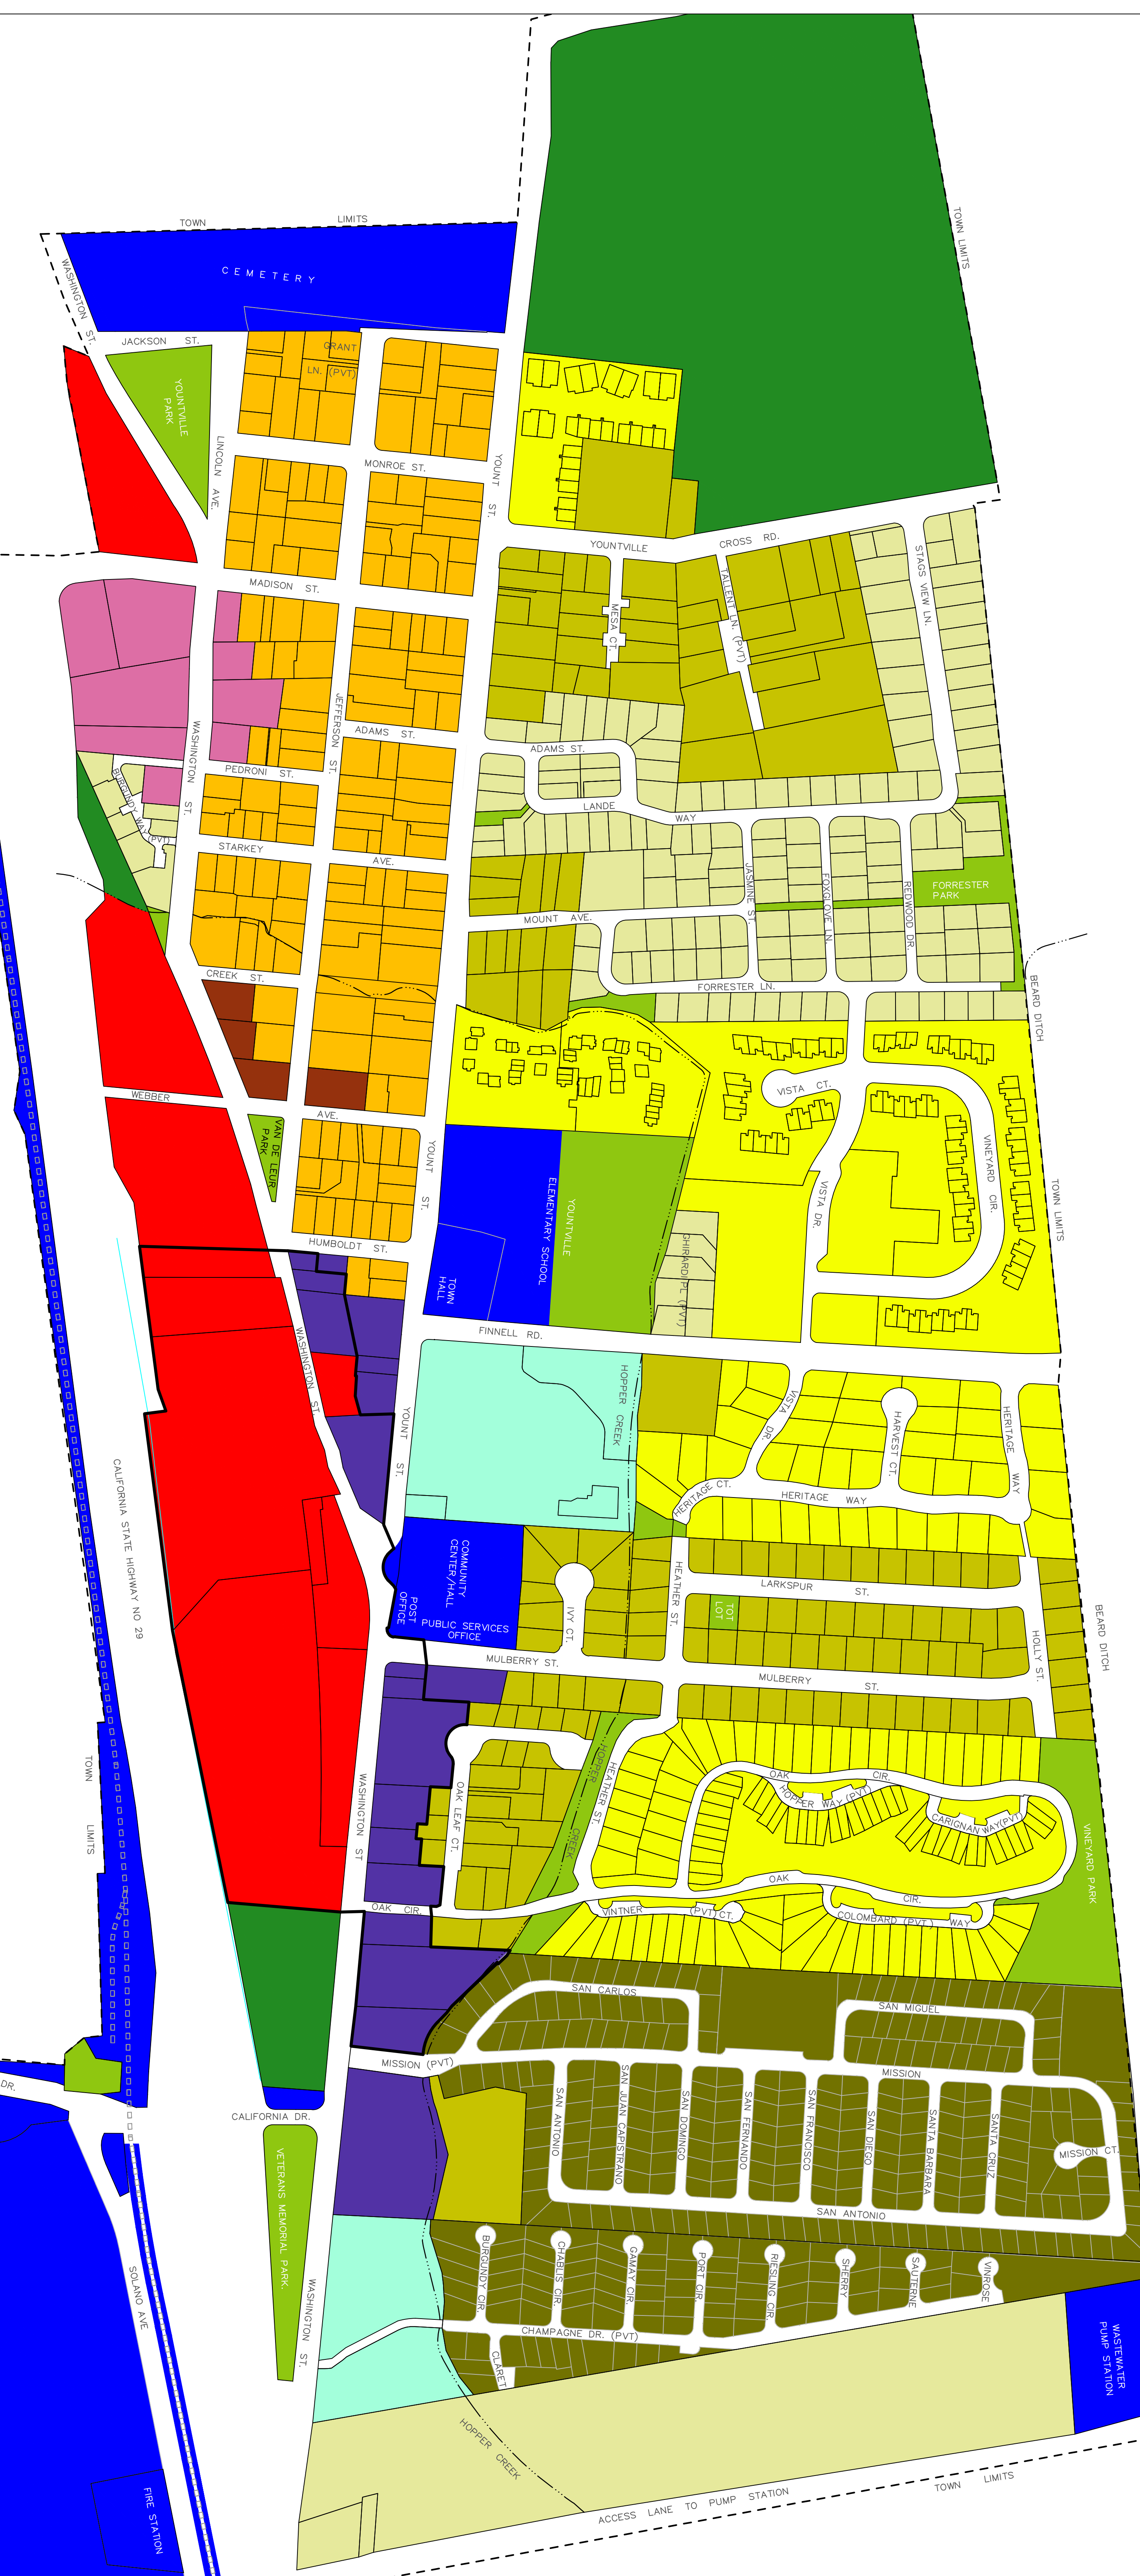 TOWN LIMITS
TOWN LIMITS
WASHINGTON ST.
CEMETERY
JACKSON ST.
GRANT
LN. (PVT)
YOUNTVILLE
PARK
LINCOLN AVE.
MONROE ST.
YOUNT ST.
YOUNTVILLE CROSS RD.
MADISON ST.
MESA CT.
TALLENT LN. (PVT)
STAGS VIEW LN.
JEFFERSON ST.
WASHINGTON ST.
ADAMS ST.
ADAMS ST.
PEDRONI ST.
BURGUNDY WAY (PVT)
LANDE WAY
STARKEY AVE.
JASMINE ST.
FOXGLOVE LN.
REDWOOD DR.
FORRESTER
PARK
MOUNT AVE.
CREEK ST.
FORRESTER LN.
BEARD DITCH
WEBBER AVE.
VISTA CT.
VAN DE LEUR
PARK
YOUNT ST.
VINEYARD CIR.
TOWN LIMITS
YOUNTVILLE
ELEMENTARY SCHOOL
VISTA DR.
HUMBOLDT ST.
TOWN
HALL
GHIRARDI PL (PVT)
FINNELL RD.
WASHINGTON ST.
HOPPER CREEK
YOUNT ST.
VISTA DR.
HARVEST CT.
HERITAGE WAY
HERITAGE CT.
HERITAGE WAY
CALIFORNIA STATE HIGHWAY NO. 29
COMMUNITY
CENTER/HALL
POST
OFFICE
PUBLIC SERVICES
OFFICE
IVY CT.
HEATHER ST.
LARKSPUR ST.
TOT
LOT
HOLLY ST.
BEARD DITCH
MULBERRY ST.
MULBERRY ST.
TOWN LIMITS
WASHINGTON ST
OAK LEAF CT.
HOPPER CREEK
HEATHER ST.
OAK CIR.
HOPPER WAY (PVT)
CARIGNAN WAY(PVT)
VINEYARD PARK
OAK CIR.
OAK CIR.
VINTNER (PVT) CT.
COLOMBARD (PVT.) WAY
SAN CARLOS
SAN MIGUEL
MISSION (PVT)
MISSION
DR.
CALIFORNIA DR.
SAN ANTONIO
SAN JUAN CAPISTRANO
SAN DOMINGO
SAN FERNANDO
SAN FRANCISCO
SAN DIEGO
SANTA BARBARA
SANTA CRUZ
MISSION CT.
SAN ANTONIO
VETERANS MEMORIAL PARK.
SOLANO AVE.
WASHINGTON ST.
BURGUNDY CIR.
CHABLIS CIR.
GAMAY CIR.
PORT CIR.
RIESLING CIR.
SHERRY
SAUTERNE
VINROSE
CHAMPAGNE DR. (PVT)
CLARET
WASTEWATER
PUMP STATION
HOPPER CREEK
ACCESS LANE TO PUMP STATION
TOWN LIMITS
FIRE STATION